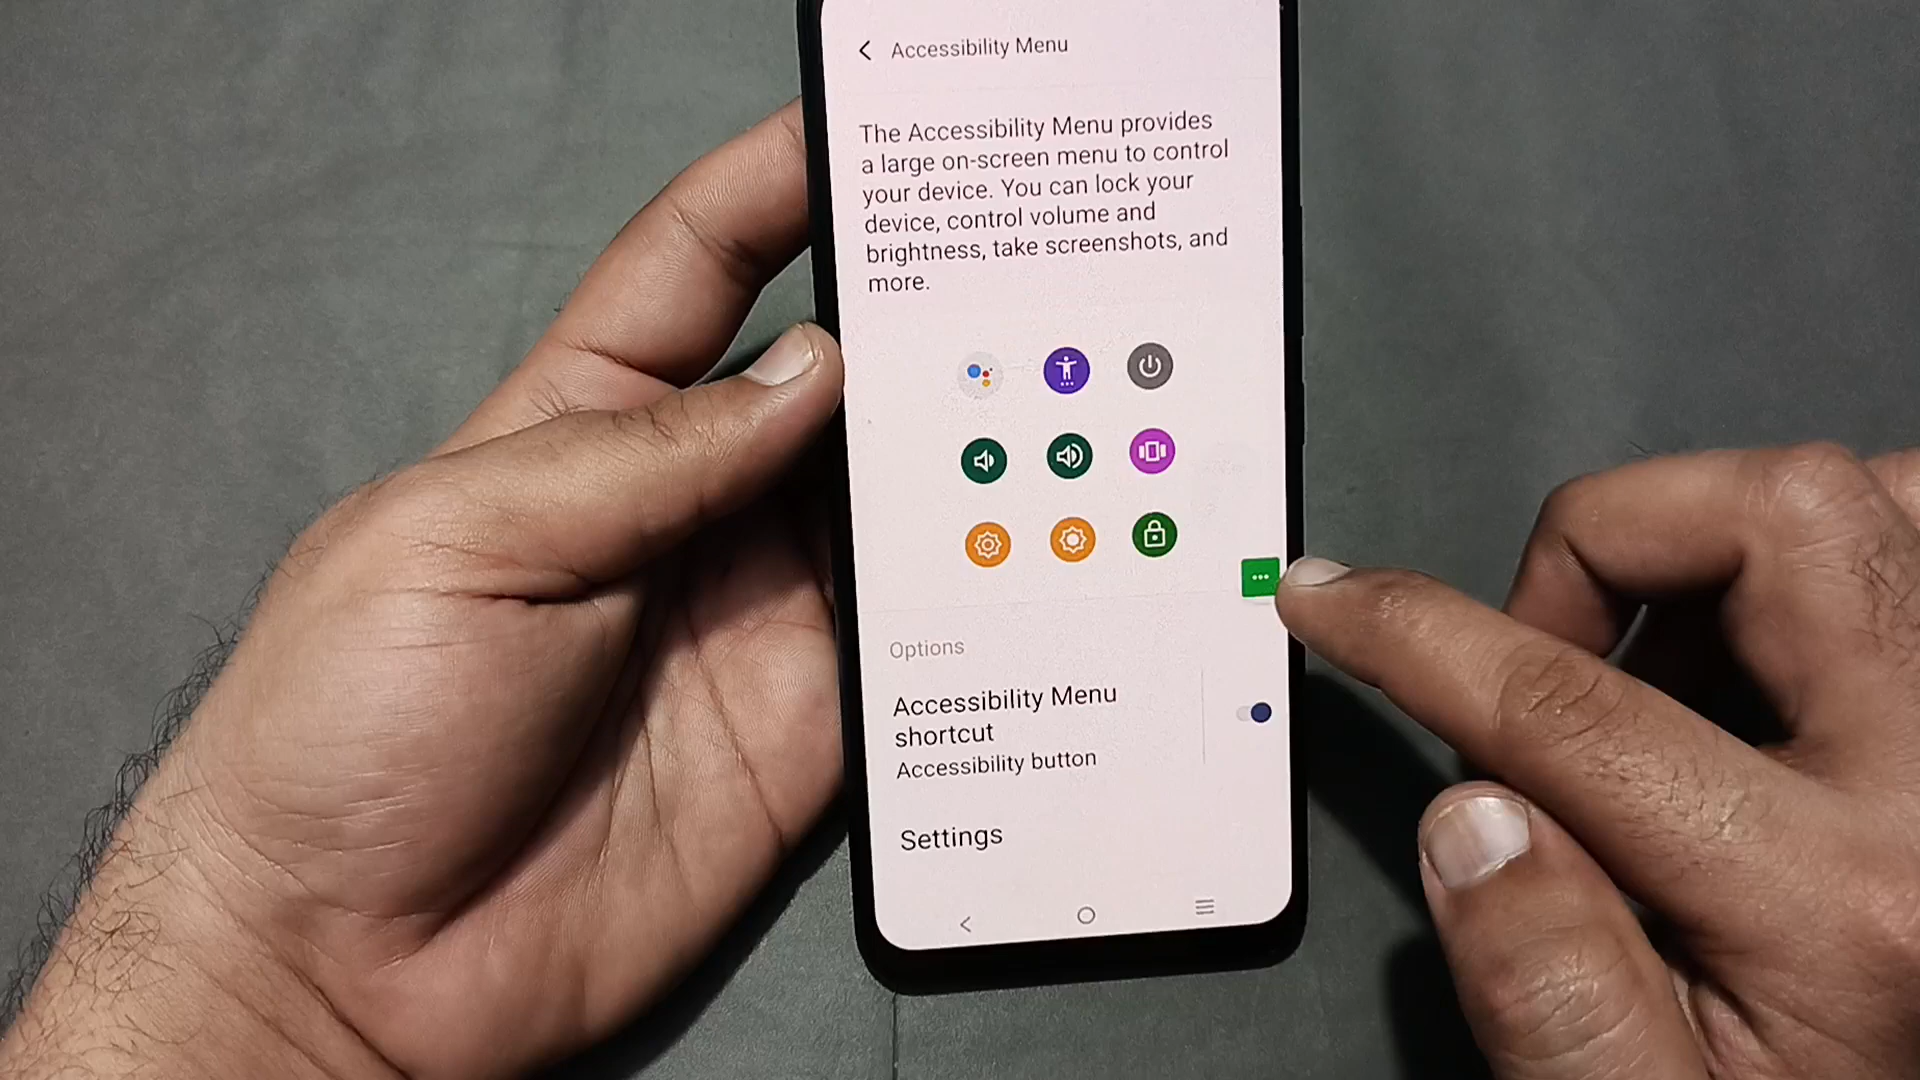 Accessibility Menu
The Accessibility Menu provides
a large on-screen menu to control
your device. You can lock your
device, control volume and
brightness, take screenshots, and
more.
Options
Accessibility Menu
shortcut
Accessibility button
Settings